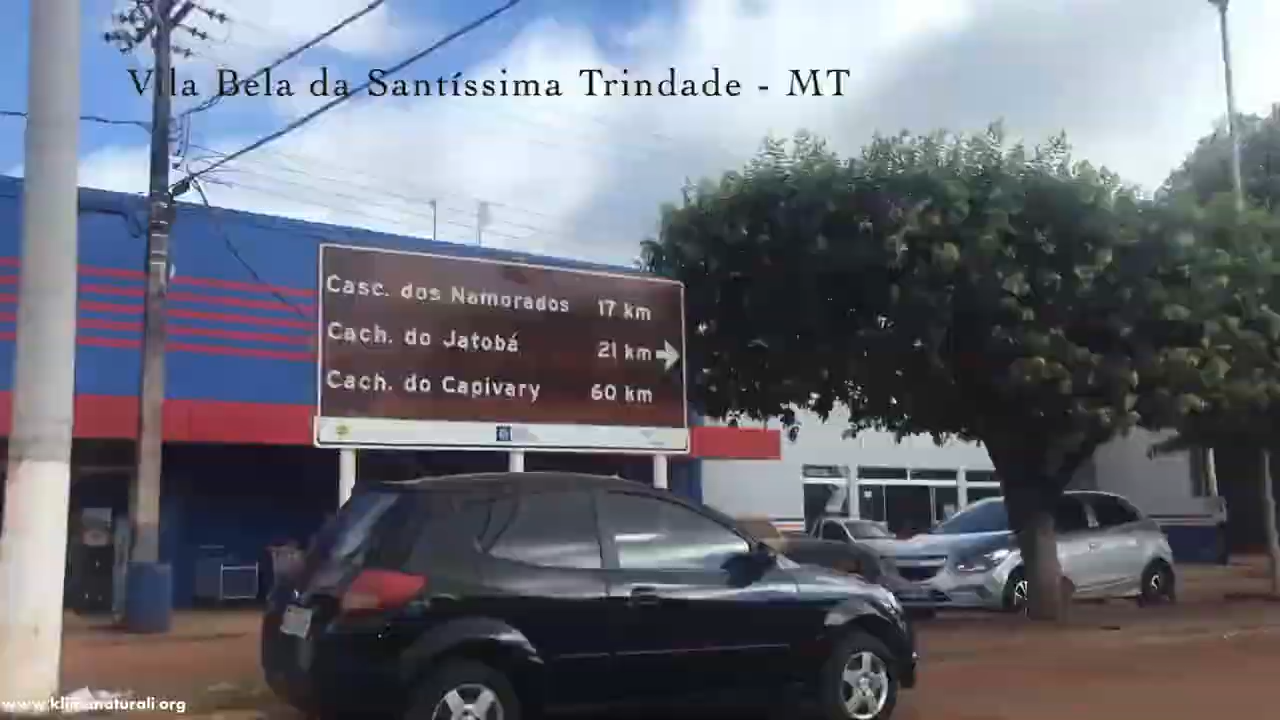 Vila Bela da Santíssima Trindade - MT
Casc. dos Namorados 17 km
Cach. do Jatobá 21 km
Cach. do Capivary 60 km
www.klimanaturali.org